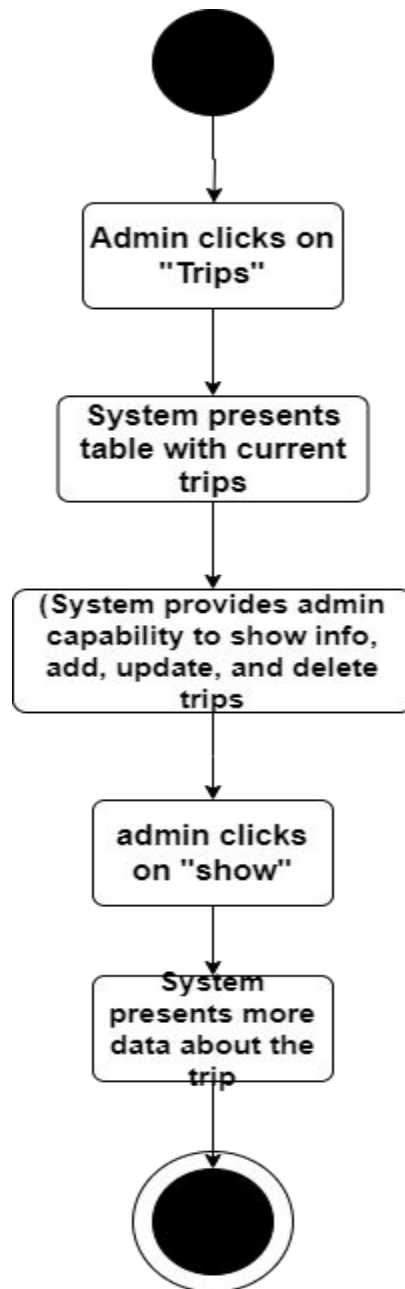 Admin clicks on
"Trips"
System presents
table with current
trips
(System provides admin
capability to show info,
add, update, and delete
trips
admin clicks
on "show"
System
presents more
data about the
trip